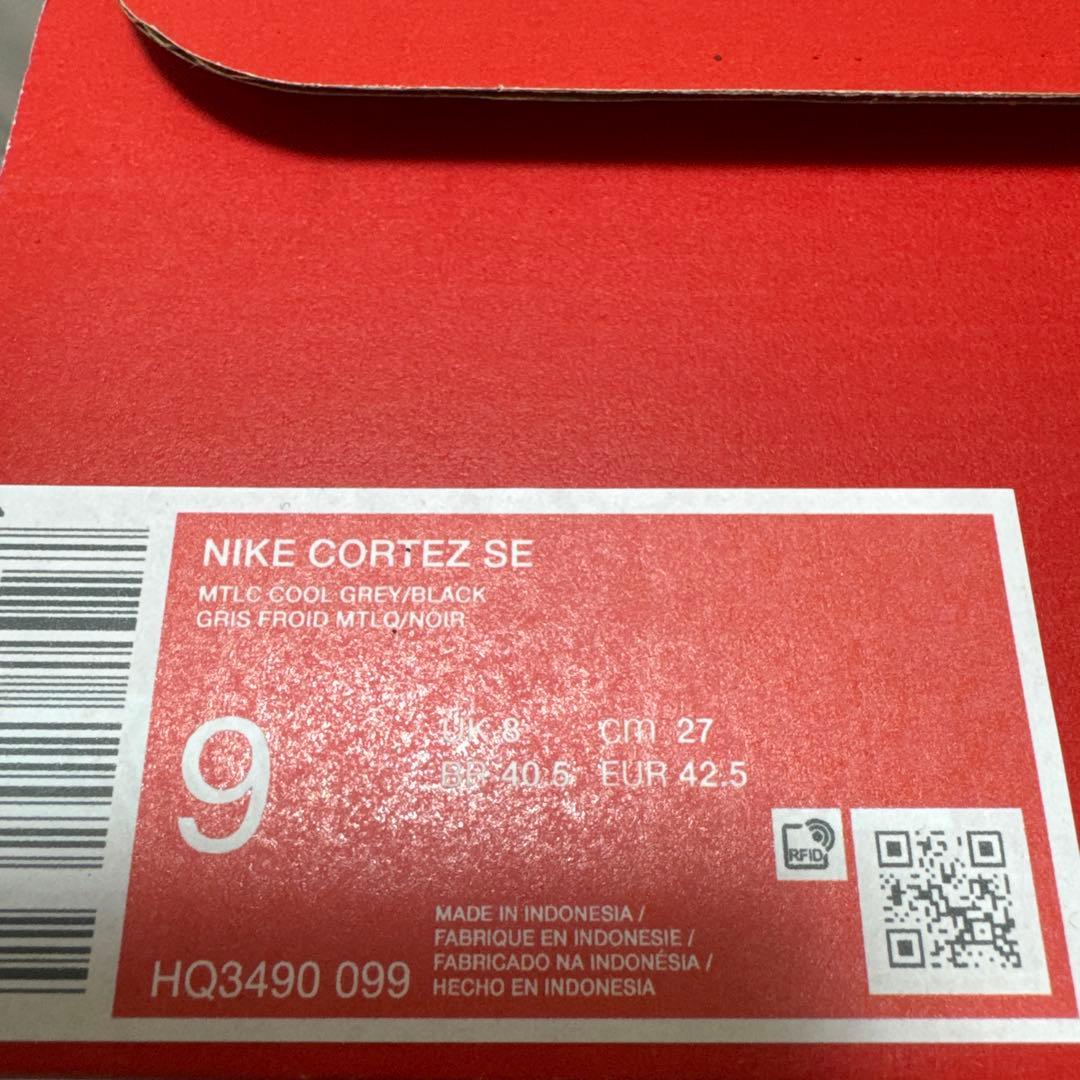 NIKE CORTEZ SE
MTLC COOL GREY/BLACK
GRIS FROID MTLQ/NOIR
9
UK 8 cm 27
BR 40.5 EUR 42.5
RFID
MADE IN INDONESIA /
FABRIQUE EN INDONESIE /
FABRICADO NA INDONÉSIA /
HECHO EN INDONESIA
HQ3490 099